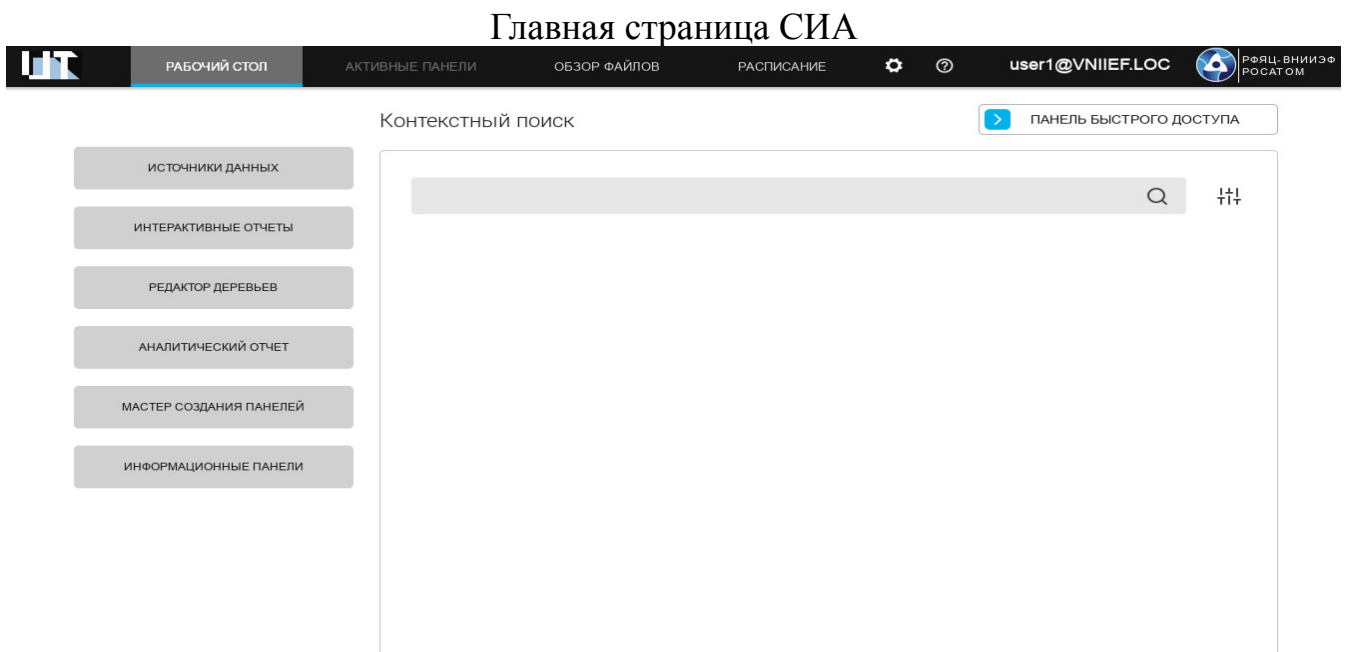 Главная страница СИА
РАБОЧИЙ СТОЛ АКТИВНЫЕ ПАНЕЛИ ОБЗОР ФАЙЛОВ РАСПИСАНИЕ user1@VNIIEF.LOC РФЯЦ-ВНИИЭФ
РОСАТОМ
Контекстный поиск ПАНЕЛЬ БЫСТРОГО ДОСТУПА
ИСТОЧНИКИ ДАННЫХ
ИНТЕРАКТИВНЫЕ ОТЧЕТЫ
РЕДАКТОР ДЕРЕВЬЕВ
АНАЛИТИЧЕСКИЙ ОТЧЕТ
МАСТЕР СОЗДАНИЯ ПАНЕЛЕЙ
ИНФОРМАЦИОННЫЕ ПАНЕЛИ